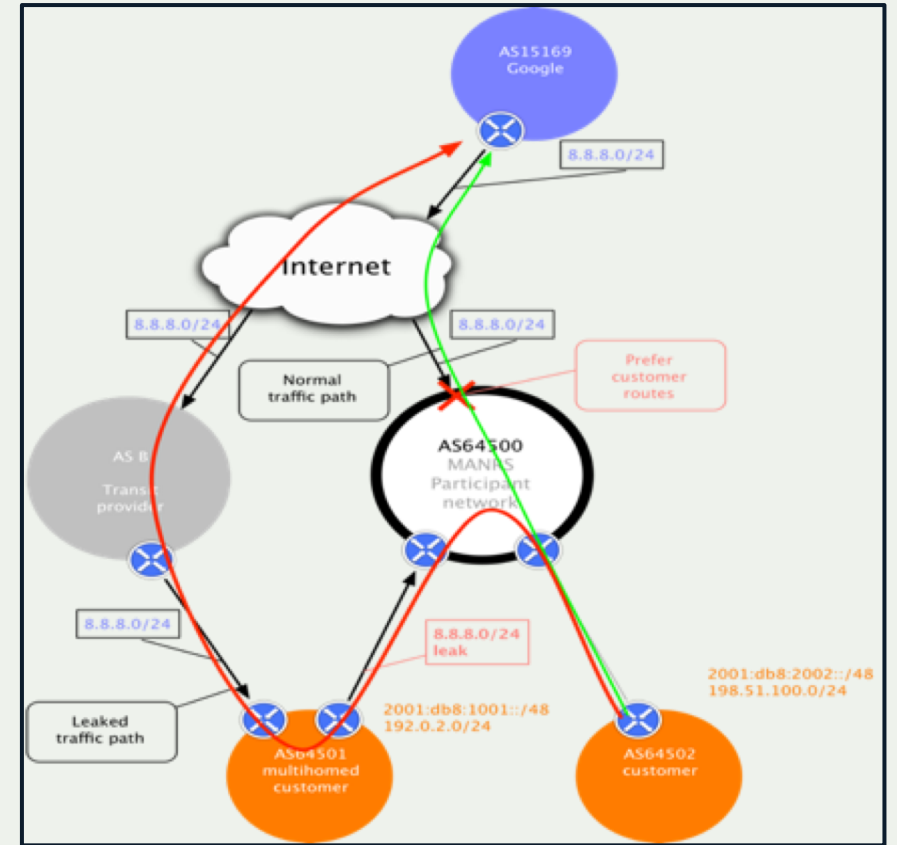 AS15169
Google
8.8.8.0/24
Internet
8.8.8.0/24
8.8.8.0/24
Normal
traffic path
Prefer
customer
routes
AS B
Transit
provider
AS64500
MANRS
Participant
network
8.8.8.0/24
8.8.8.0/24
leak
Leaked
traffic path
2001:db8:1001::/48
192.0.2.0/24
2001:db8:2002::/48
198.51.100.0/24
AS64501
multihomed
customer
AS64502
customer